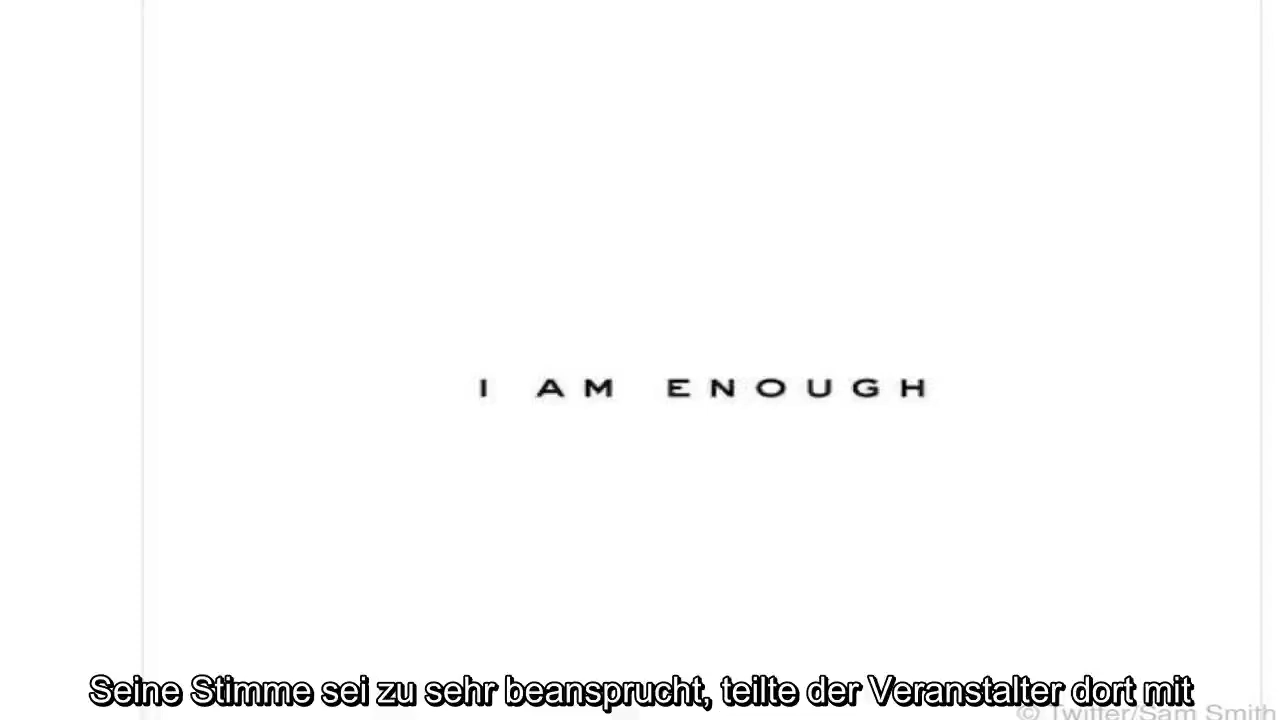 I AM ENOUGH
Seine Stimme sei zu sehr beansprucht, teilte der Veranstalter dort mit
© Twitter/Sam Smith